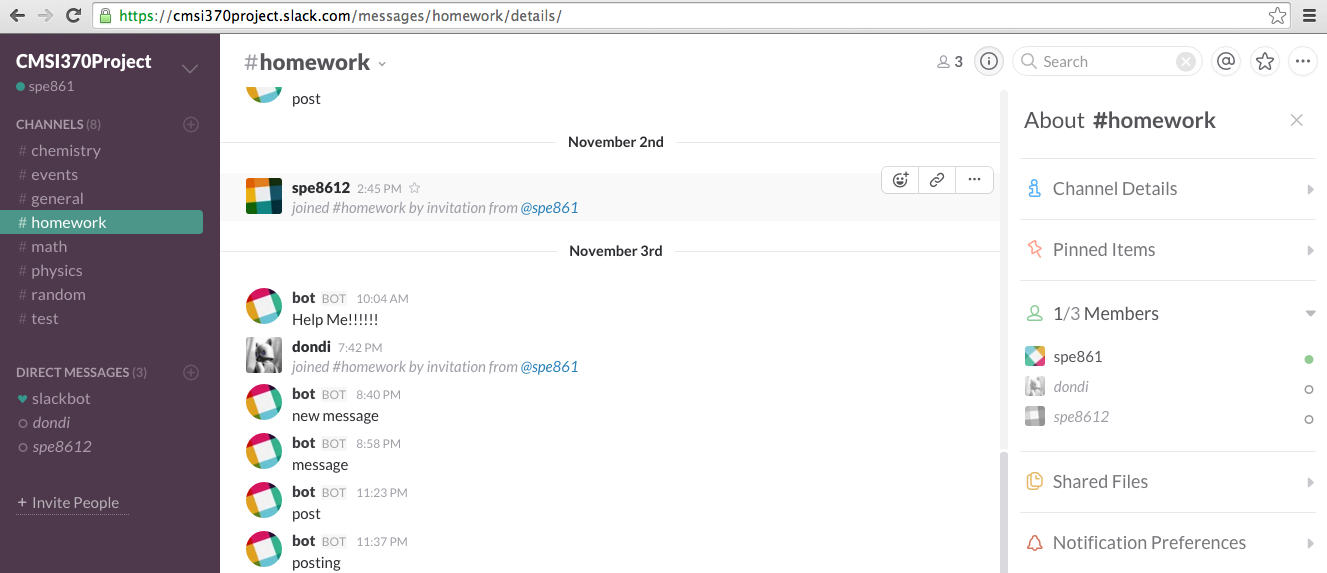 https://cmsi370project.slack.com/messages/homework/details/
CMSI370Project
spe861
CHANNELS (8)
# chemistry
# events
# general
# homework
# math
# physics
# random
# test
DIRECT MESSAGES (3)
slackbot
dondi
spe8612
+ Invite People
#homework
3
Search
@
post
November 2nd
spe8612 2:45 PM
joined #homework by invitation from @spe861
November 3rd
bot BOT 10:04 AM
Help Me!!!!!!
dondi 7:42 PM
joined #homework by invitation from @spe861
bot BOT 8:40 PM
new message
bot BOT 8:58 PM
message
bot BOT 11:23 PM
post
bot BOT 11:37 PM
posting
About #homework
Channel Details
Pinned Items
1/3 Members
spe861
dondi
spe8612
Shared Files
Notification Preferences